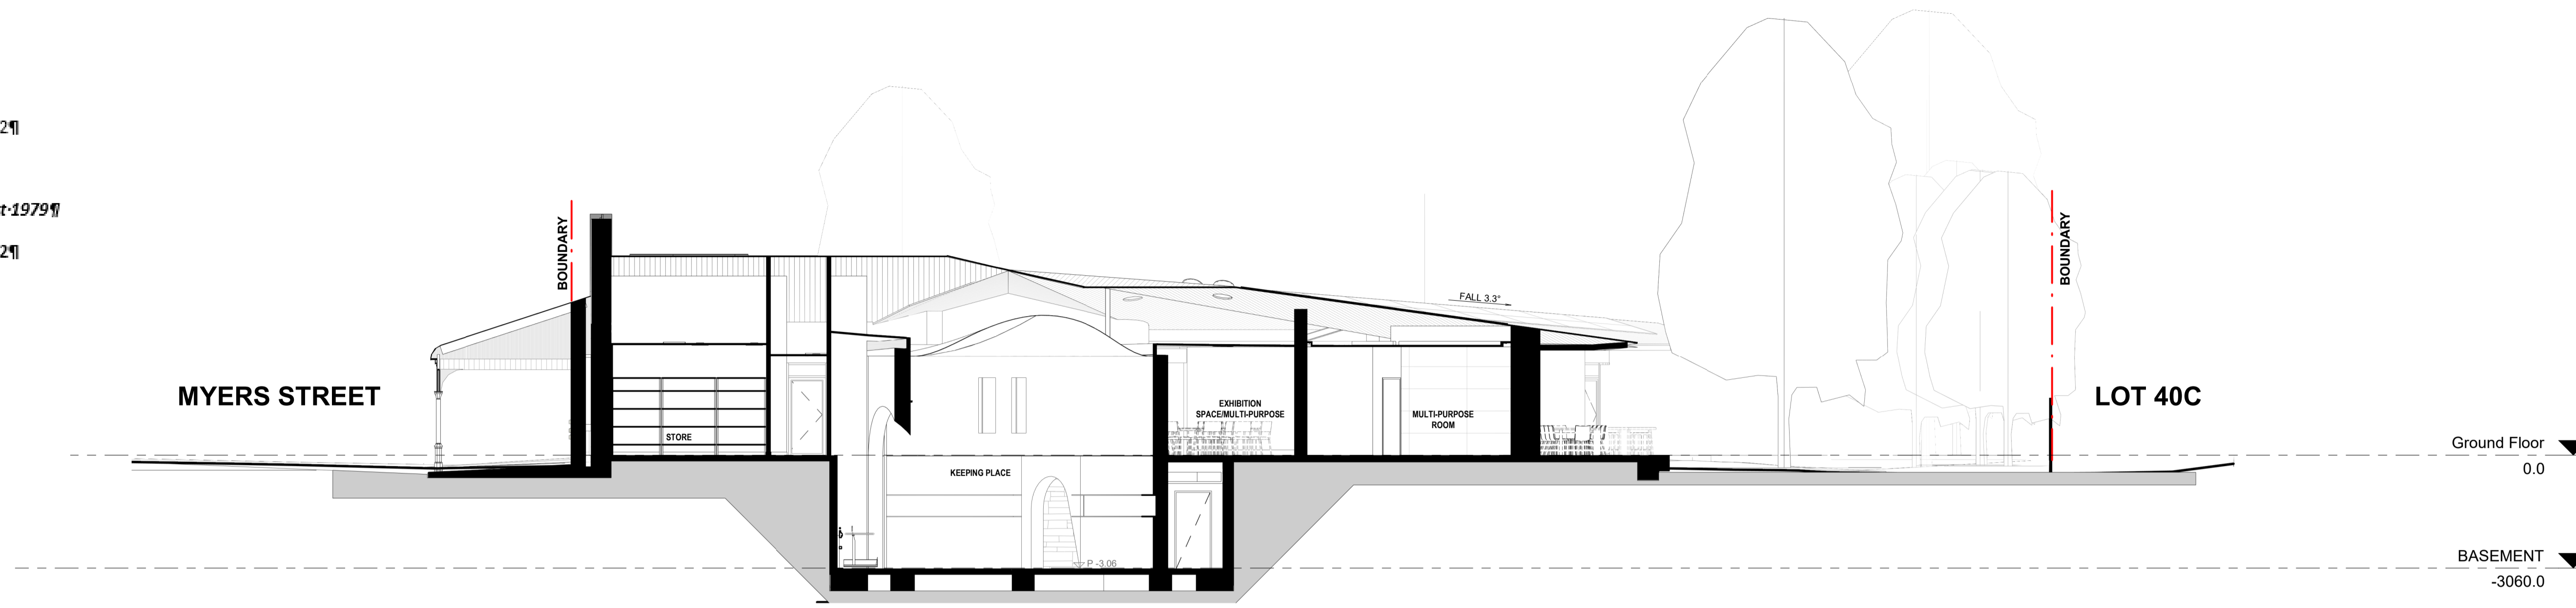 2¶
t·1979¶
2¶
BOUNDARY
BOUNDARY
FALL 3.3°
MYERS STREET
LOT 40C
STORE
KEEPING PLACE
EXHIBITION
SPACE/MULTI-PURPOSE
MULTI-PURPOSE
ROOM
Ground Floor
0.0
P -3.06
BASEMENT
-3060.0